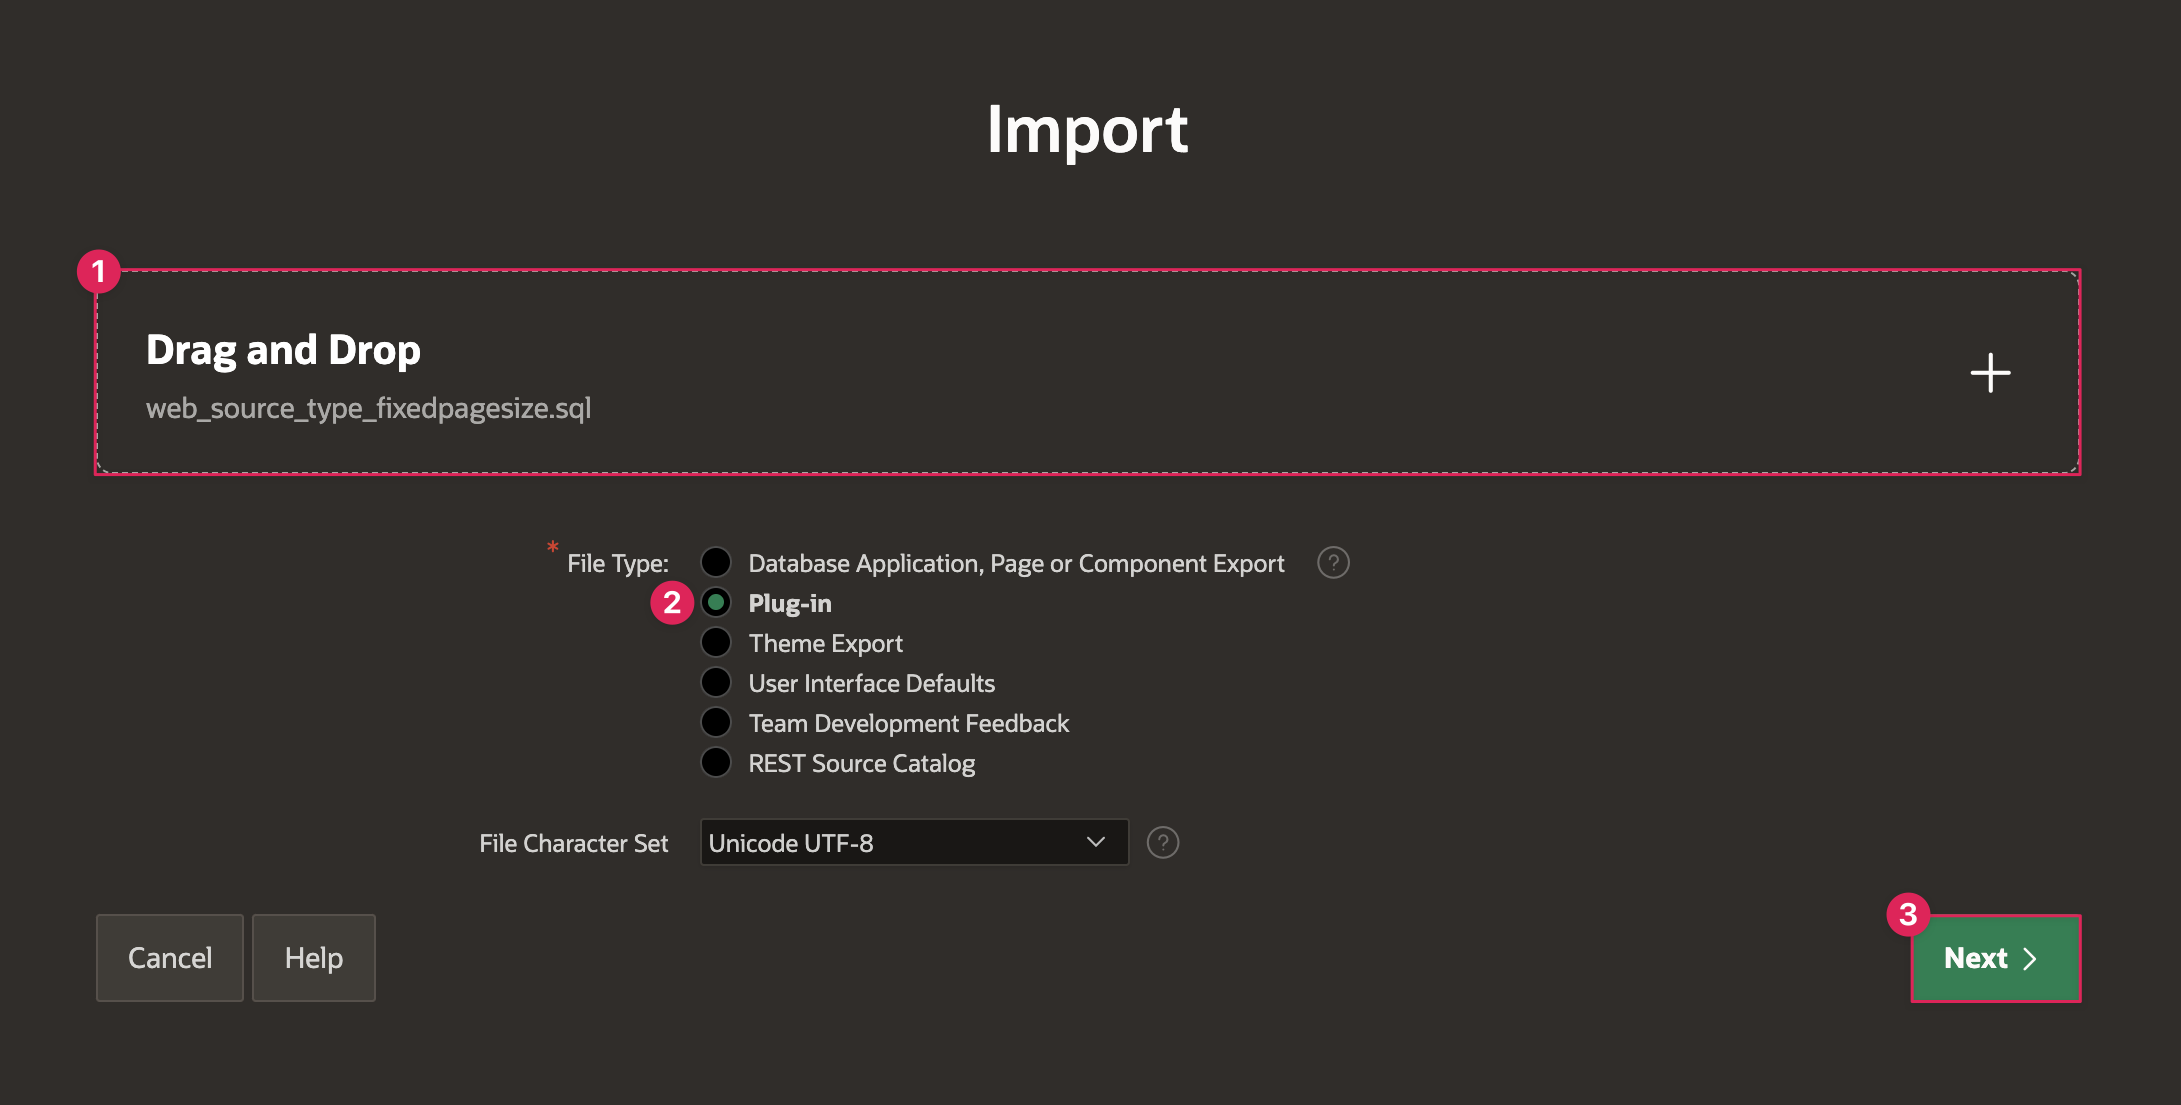 Import
1
Drag and Drop
web_source_type_fixedpagesize.sql
* File Type:
Database Application, Page or Component Export ?
2 Plug-in
Theme Export
User Interface Defaults
Team Development Feedback
REST Source Catalog
File Character Set Unicode UTF-8 ?
3
Cancel Help Next